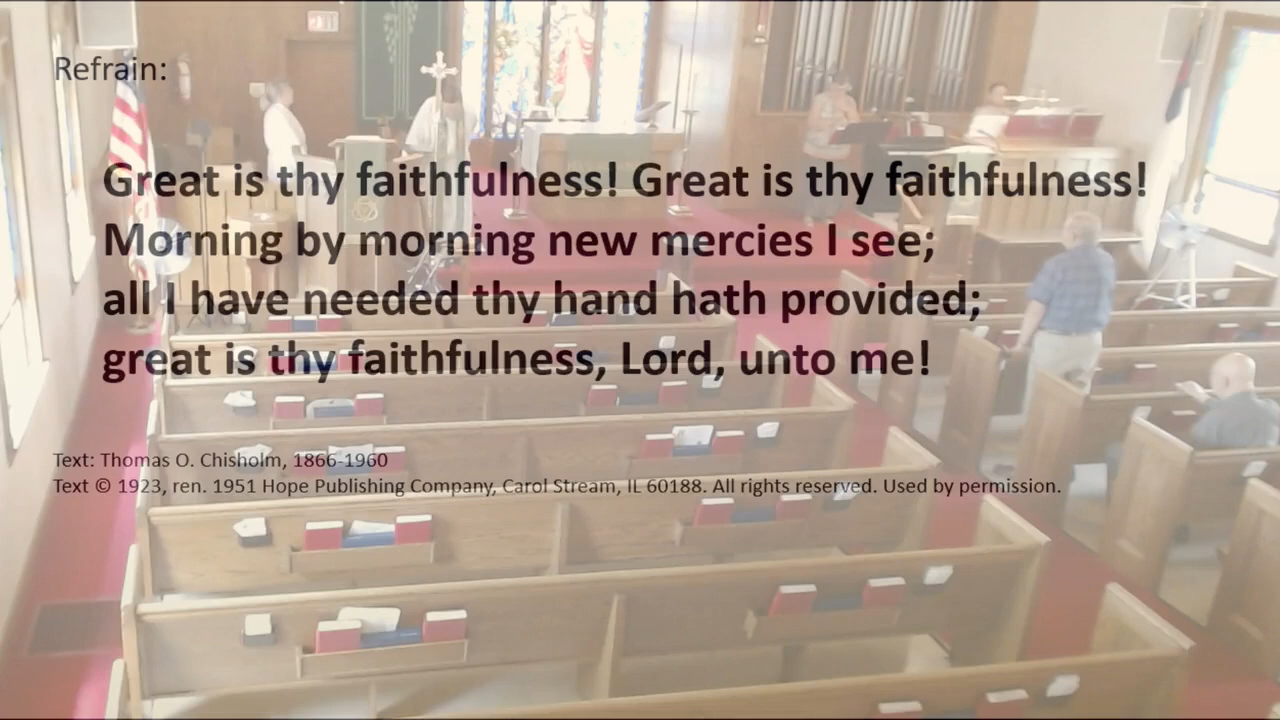 Refrain:
Great is thy faithfulness! Great is thy faithfulness!
Morning by morning new mercies I see;
all I have needed thy hand hath provided;
great is thy faithfulness, Lord, unto me!
Text: Thomas O. Chisholm, 1866-1960
Text © 1923, ren. 1951 Hope Publishing Company, Carol Stream, IL 60188. All rights reserved. Used by permission.